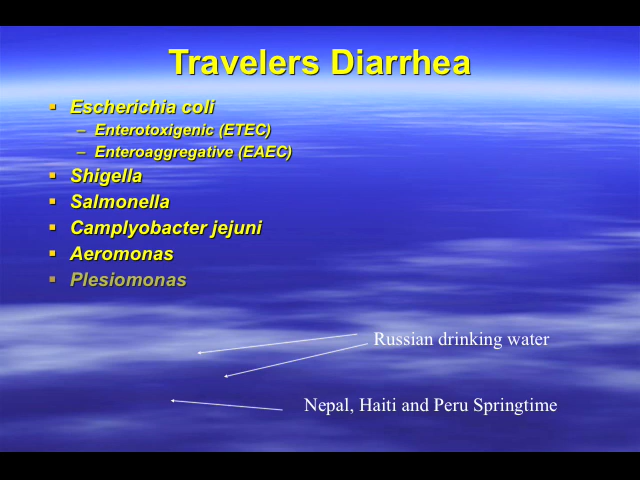 Travelers Diarrhea
▪ Escherichia coli
– Enterotoxigenic (ETEC)
– Enteroaggregative (EAEC)
▪ Shigella
▪ Salmonella
▪ Camplyobacter jejuni
▪ Aeromonas
▪ Plesiomonas
Russian drinking water
Nepal, Haiti and Peru Springtime